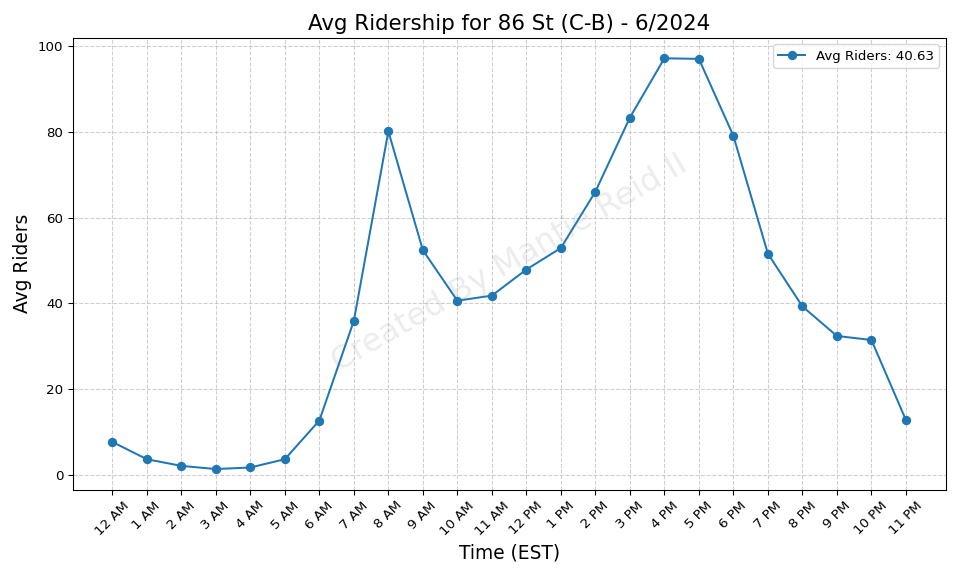 Avg Ridership for 86 St (C-B) - 6/2024
Avg Riders: 40.63
100
80
60
40
20
0
Avg Riders
Created By Mantic Reid II
12 AM
1 AM
2 AM
3 AM
4 AM
5 AM
6 AM
7 AM
8 AM
9 AM
10 AM
11 AM
12 PM
1 PM
2 PM
3 PM
4 PM
5 PM
6 PM
7 PM
8 PM
9 PM
10 PM
11 PM
Time (EST)